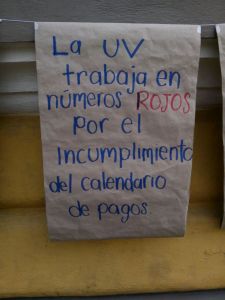 La UV
trabaja en
números ROJOS
por el
Incumplimiento
del calendario
de pagos